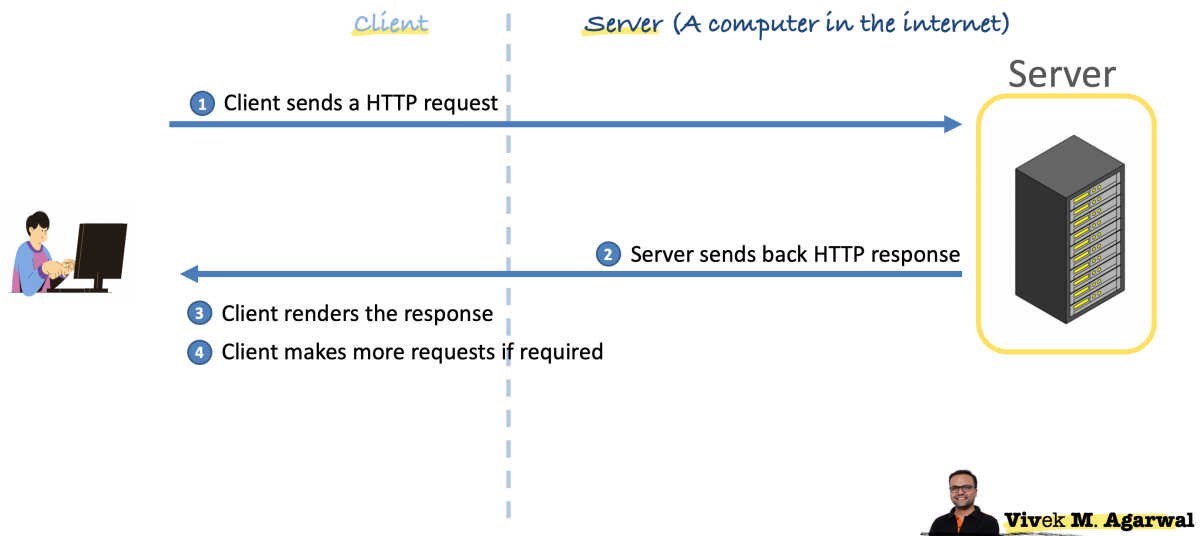 Client
Server (A computer in the internet)
Server
1 Client sends a HTTP request
2 Server sends back HTTP response
3 Client renders the response
4 Client makes more requests if required
Vivek M. Agarwal